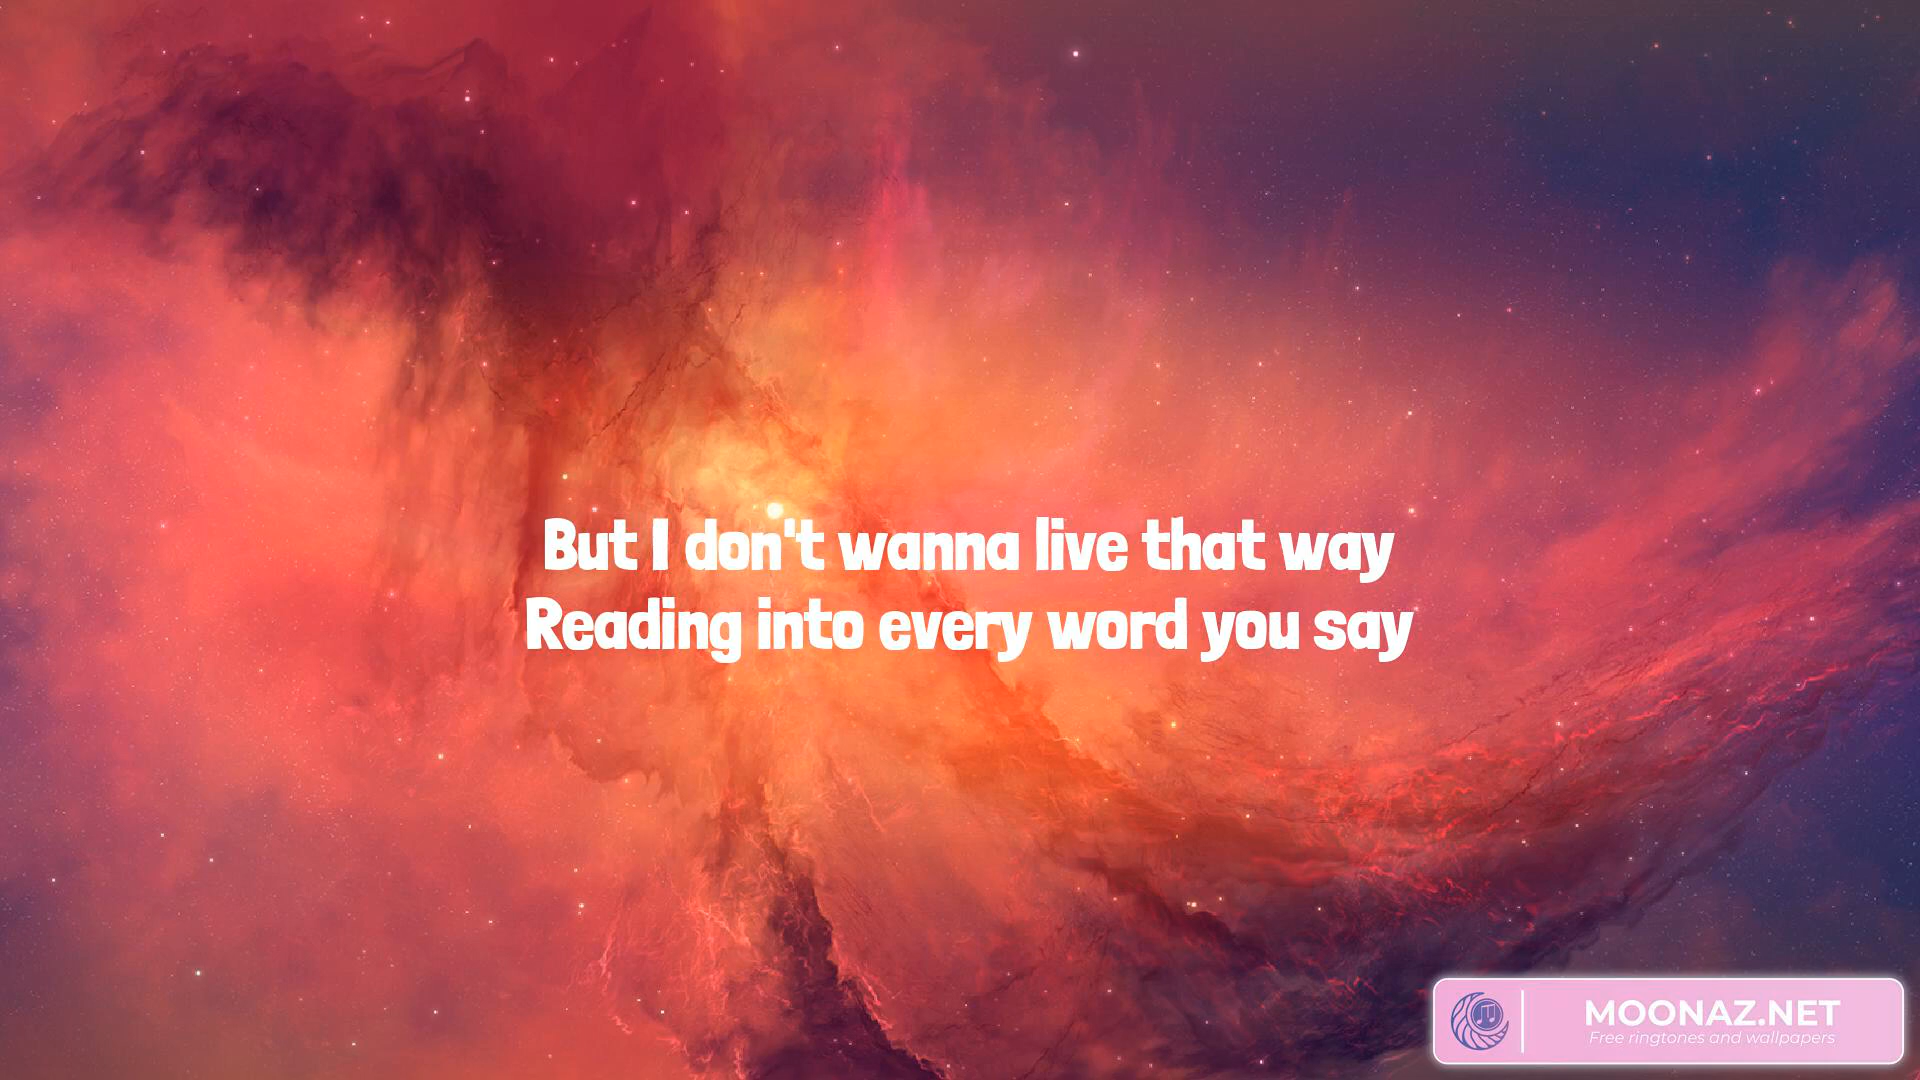 But I don't wanna live that way
Reading into every word you say
MOONAZ.NET
Free ringtones and wallpapers